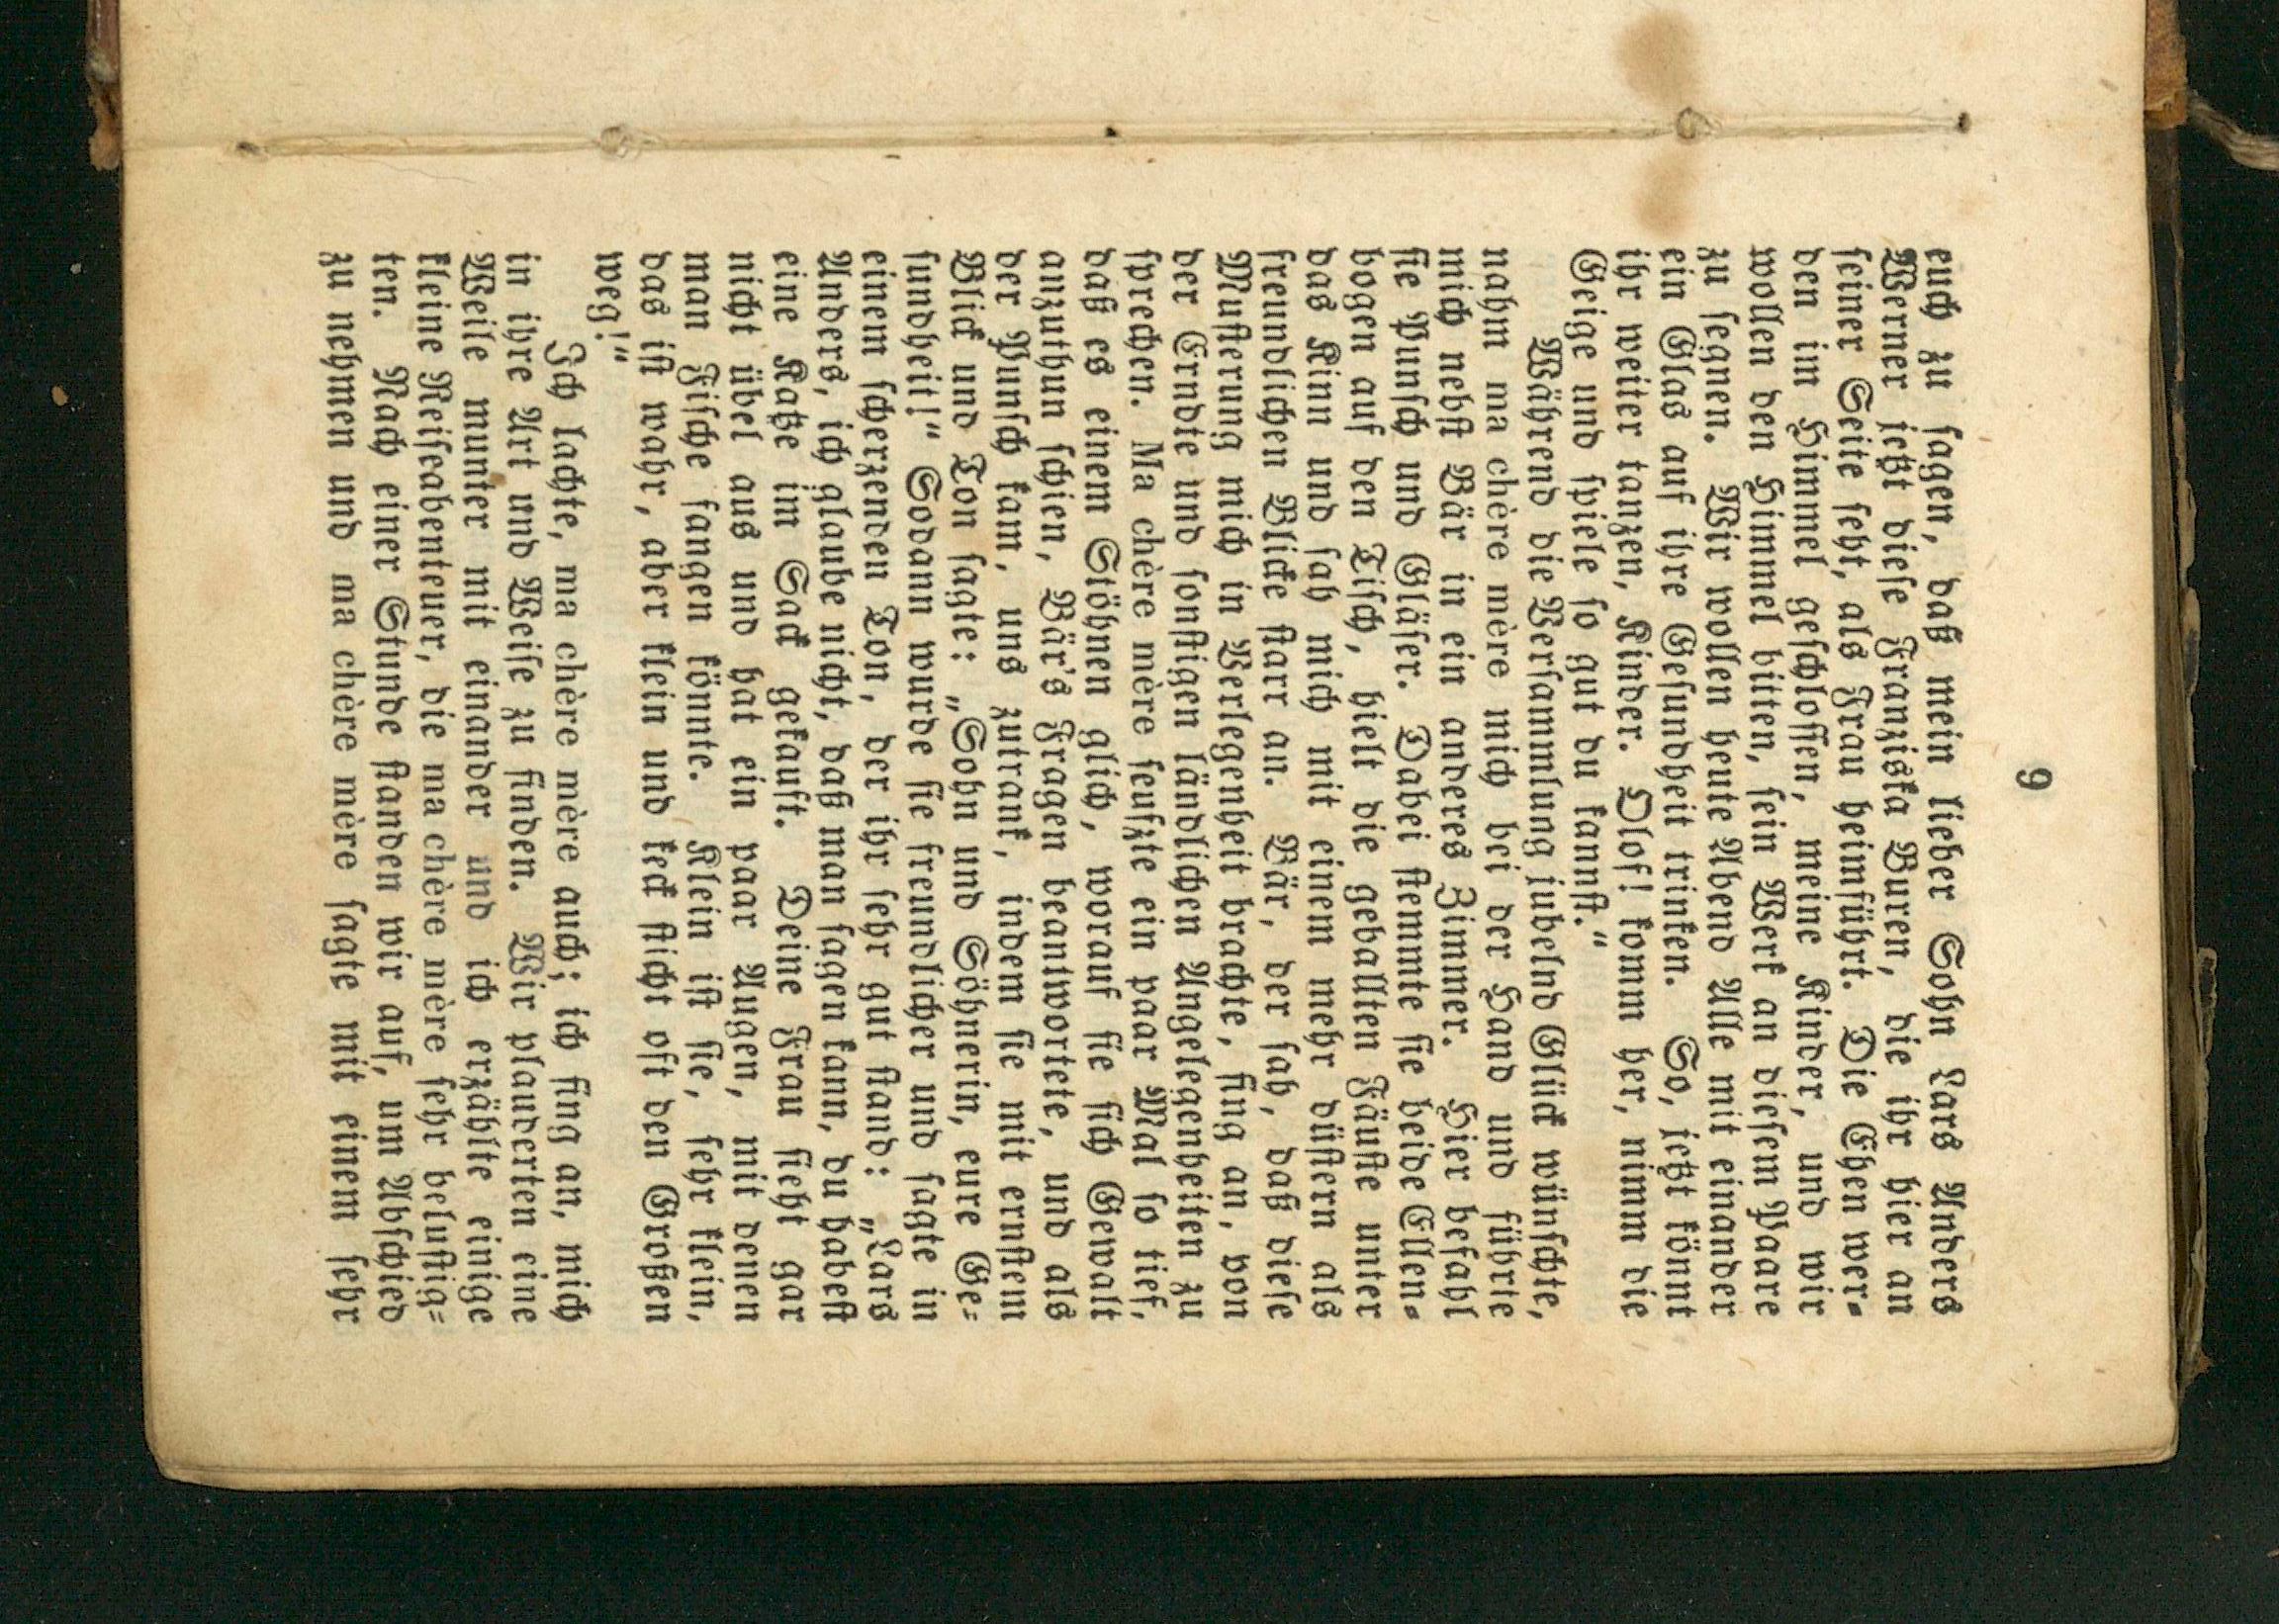 9
euch zu sagen, daß mein lieber Sohn Lars Anders
Werner jetzt diese Franziska Buren, die ihr hier an
seiner Seite seht, als Frau heimführt. Die Ehen wer-
den im Himmel geschlossen, meine Kinder, und wir
wollen den Himmel bitten, sein Werk an diesem Paare
zu segnen. Wir wollen heute Abend Alle mit einander
ein Glas auf ihre Gesundheit trinken. So, jetzt könnt
ihr weiter tanzen, Kinder. Olof! komm her, nimm die
Geige und spiele so gut du kannst.“
Während die Versammlung jubelnd Glück wünschte,
nahm ma chère mère mich bei der Hand und führte
mich nebst Bär in ein anderes Zimmer. Hier befahl
sie Punsch und Gläser. Dabei stemmte sie beide Ellen-
bogen auf den Tisch, hielt die geballten Fäuste unter
das Kinn und sah mich mit einem mehr düstern als
freundlichen Blicke starr an. Bär, der sah, daß diese
Musterung mich in Verlegenheit brachte, fing an, von
der Erndte und sonstigen ländlichen Angelegenheiten zu
sprechen. Ma chère mère seufzte ein paar Mal so tief,
daß es einem Stöhnen glich, worauf sie sich Gewalt
anzuthun schien, Bär's Fragen beantwortete, und als
der Punsch kam, uns zutrank, indem sie mit ernstem
Blick und Ton sagte: „Sohn und Söhnerin, eure Ge-
sundheit!“ Sodann wurde sie freundlicher und sagte in
einem scherzenden Ton, der ihr sehr gut stand: „Lars
Anders, ich glaube nicht, daß man sagen kann, du habest
eine Katze im Sack gekauft. Deine Frau sieht gar
nicht übel aus und hat ein paar Augen, mit denen
man Fische fangen könnte. Klein ist sie, sehr klein,
das ist wahr, aber klein und keck sticht oft den Großen
weg!“
Ich lachte, ma chère mère auch; ich fing an, mich
in ihre Art und Weise zu finden. Wir plauderten eine
Weile munter mit einander und ich erzählte einige
kleine Reiseabenteuer, die ma chère mère sehr belustig-
ten. Nach einer Stunde standen wir auf, um Abschied
zu nehmen und ma chère mère sagte mit einem sehr